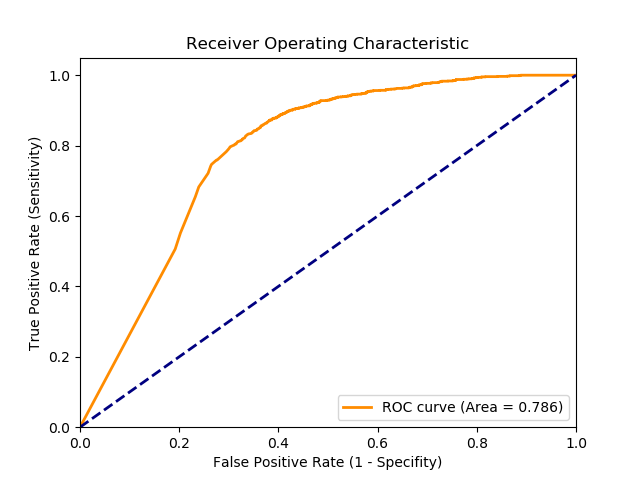 Receiver Operating Characteristic
1.0
0.8
0.6
0.4
0.2
0.0
True Positive Rate (Sensitivity)
ROC curve (Area = 0.786)
0.0 0.2 0.4 0.6 0.8 1.0
False Positive Rate (1 - Specifity)